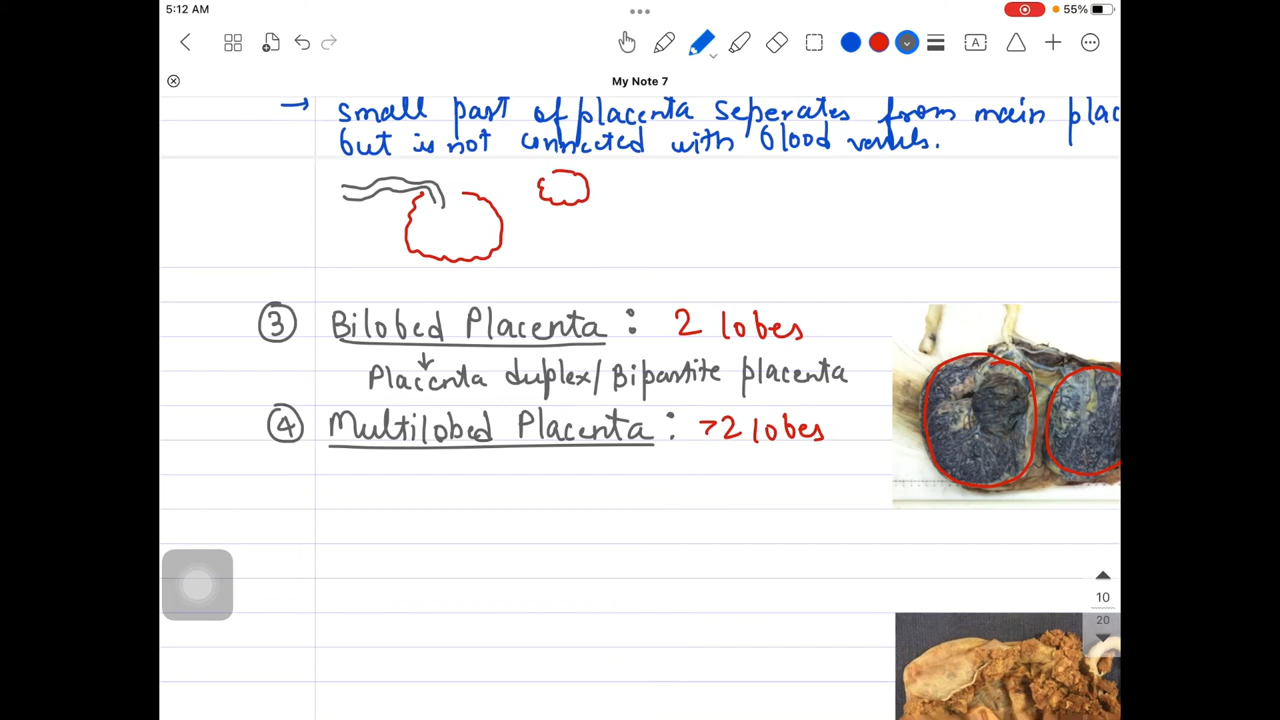 5:12 AM
55%
A
My Note 7
→ small part of placenta seperates from main plac
but is not connected with blood vessels.
③ Bilobed Placenta : 2 lobes
↓
Placenta duplex/Bipartite placenta
④ Multilobed Placenta : >2 lobes
10
20